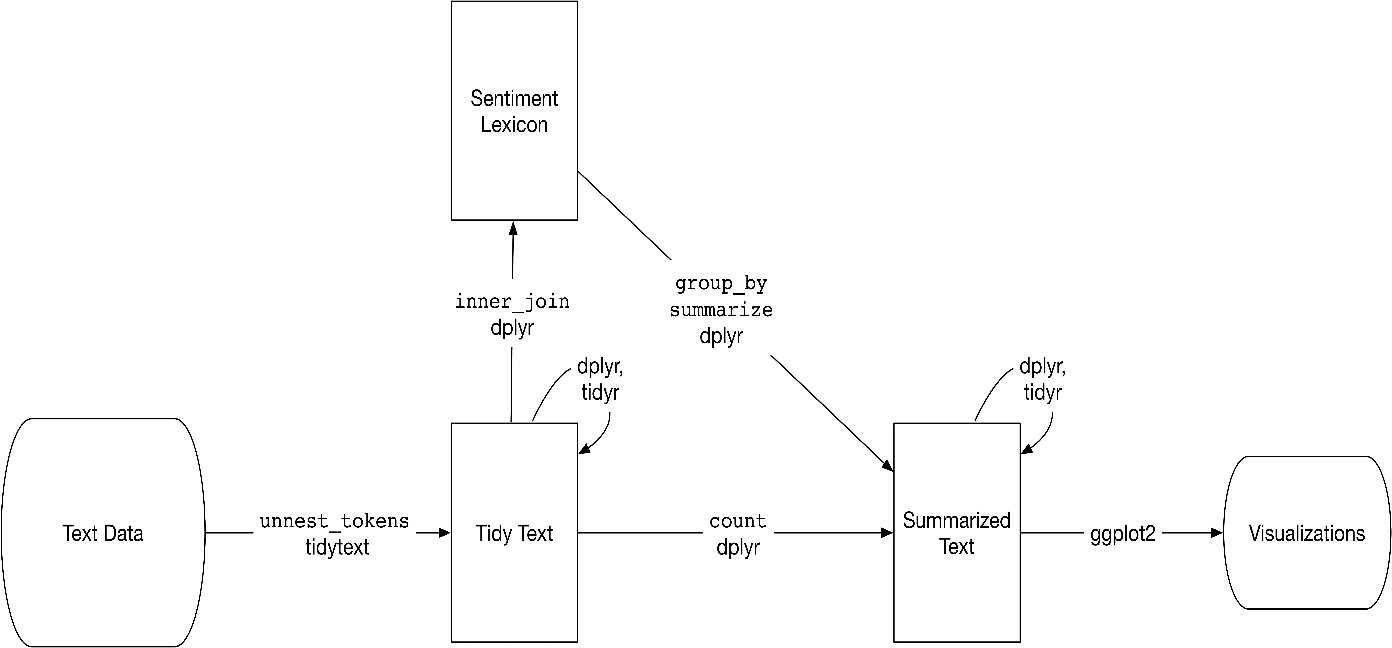 Sentiment
Lexicon
inner_join
dplyr
group_by
summarize
dplyr
dplyr,
tidyr
dplyr,
tidyr
Text Data
unnest_tokens
tidytext
Tidy Text
count
dplyr
Summarized
Text
ggplot2
Visualizations